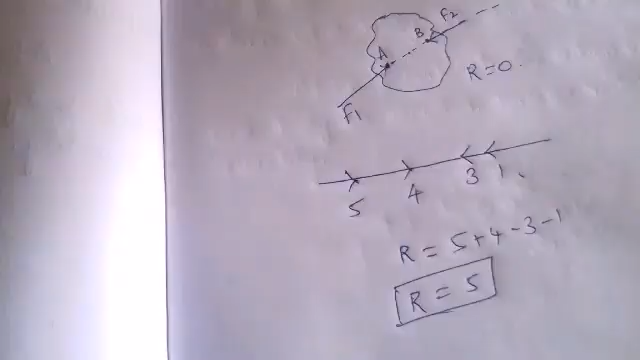 F2
B
A
R=0.
F1
5 4 3 1.
R = 5+4-3-1
R = 5